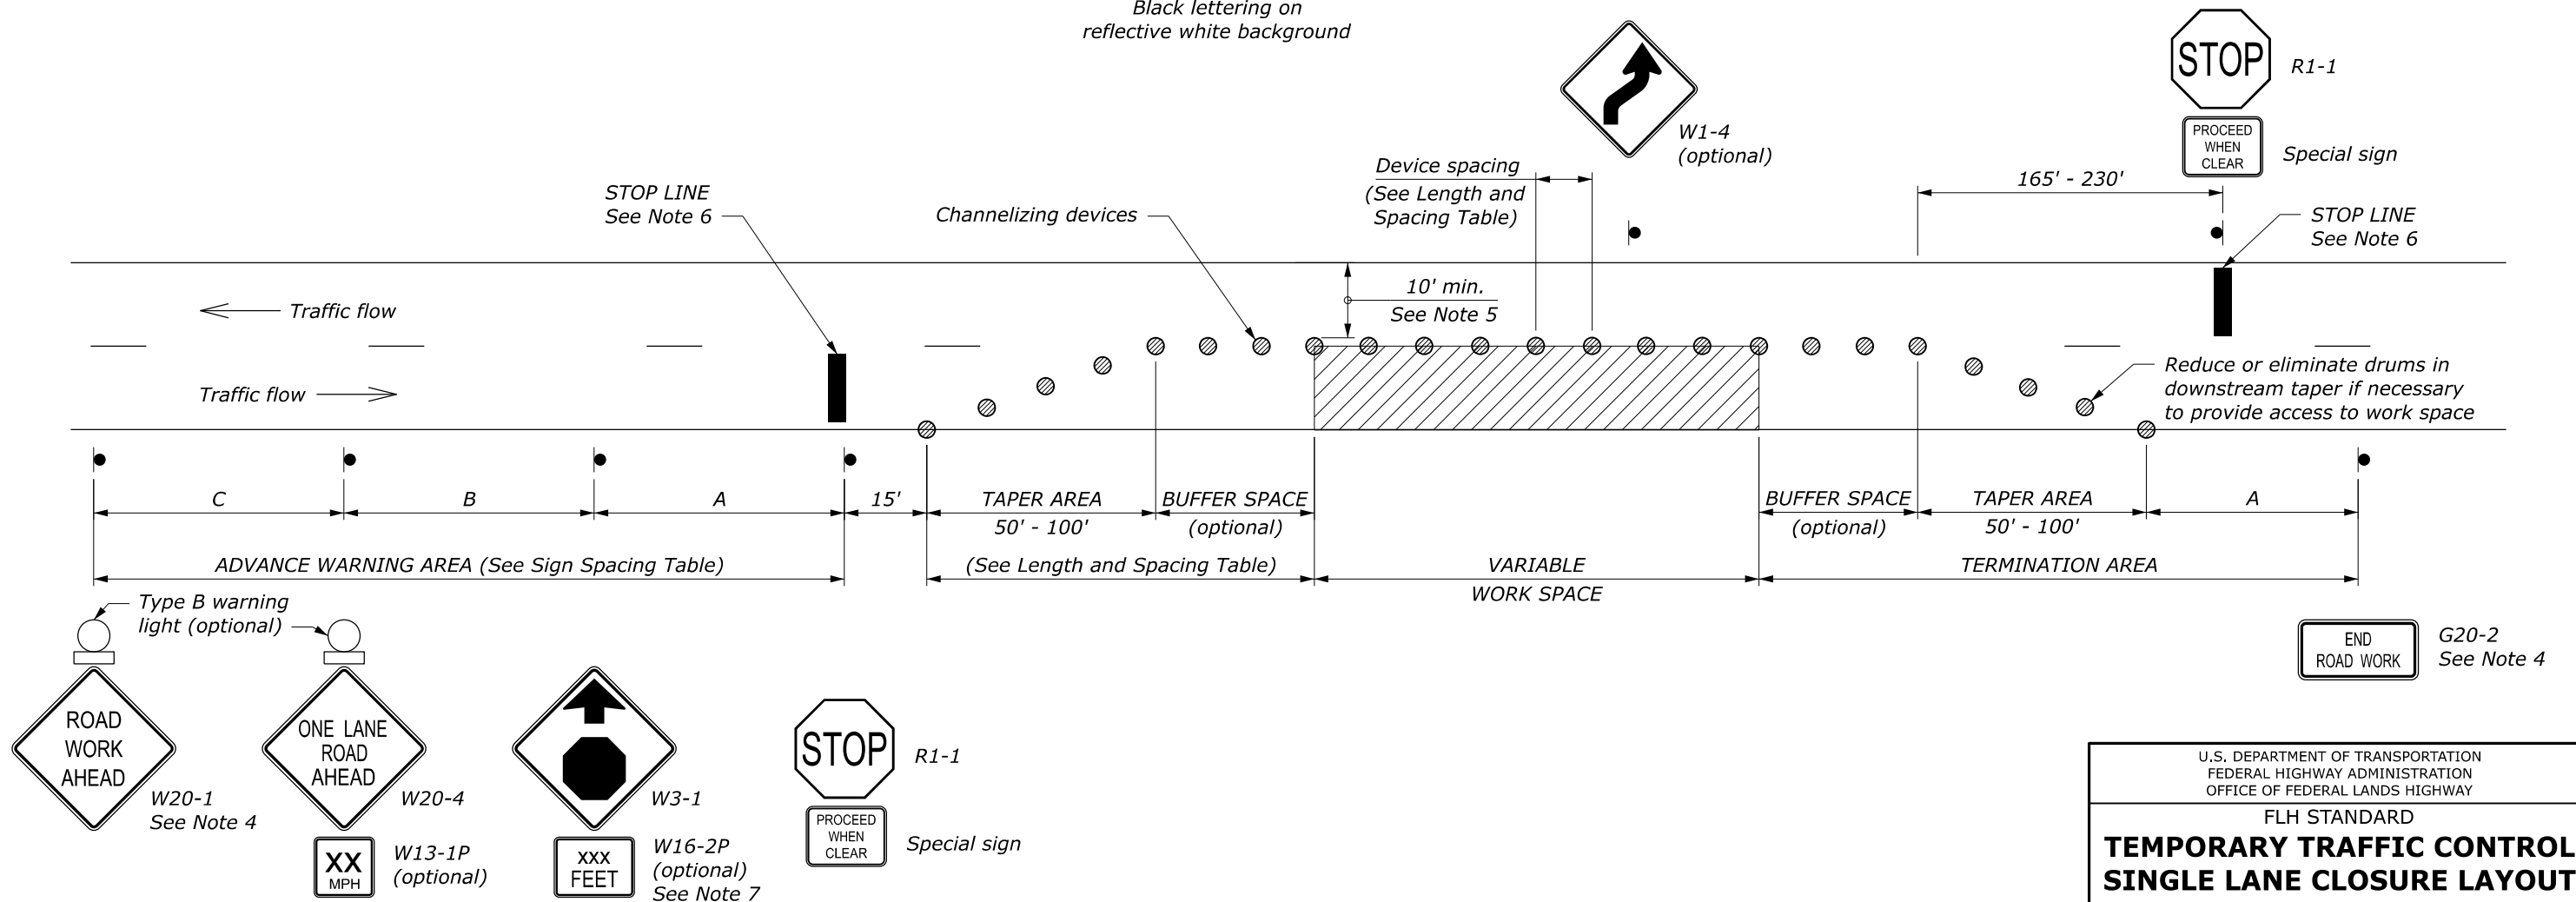 Black lettering on
reflective white background
STOP
R1-1
PROCEED
WHEN
CLEAR
Special sign
W1-4
(optional)
Device spacing
(See Length and
Spacing Table)
165' - 230'
STOP LINE
See Note 6
Channelizing devices
STOP LINE
See Note 6
10' min.
See Note 5
Traffic flow
Traffic flow
Reduce or eliminate drums in
downstream taper if necessary
to provide access to work space
C
B
A
15'
TAPER AREA
50' - 100'
BUFFER SPACE
(optional)
BUFFER SPACE
(optional)
TAPER AREA
50' - 100'
A
ADVANCE WARNING AREA (See Sign Spacing Table)
(See Length and Spacing Table)
VARIABLE
WORK SPACE
TERMINATION AREA
Type B warning
light (optional)
ROAD
WORK
AHEAD
W20-1
See Note 4
ONE LANE
ROAD
AHEAD
W20-4
XX
MPH
W13-1P
(optional)
W3-1
XXX
FEET
W16-2P
(optional)
See Note 7
STOP
R1-1
PROCEED
WHEN
CLEAR
Special sign
END
ROAD WORK
G20-2
See Note 4
U.S. DEPARTMENT OF TRANSPORTATION
FEDERAL HIGHWAY ADMINISTRATION
OFFICE OF FEDERAL LANDS HIGHWAY
FLH STANDARD
TEMPORARY TRAFFIC CONTROL
SINGLE LANE CLOSURE LAYOUT